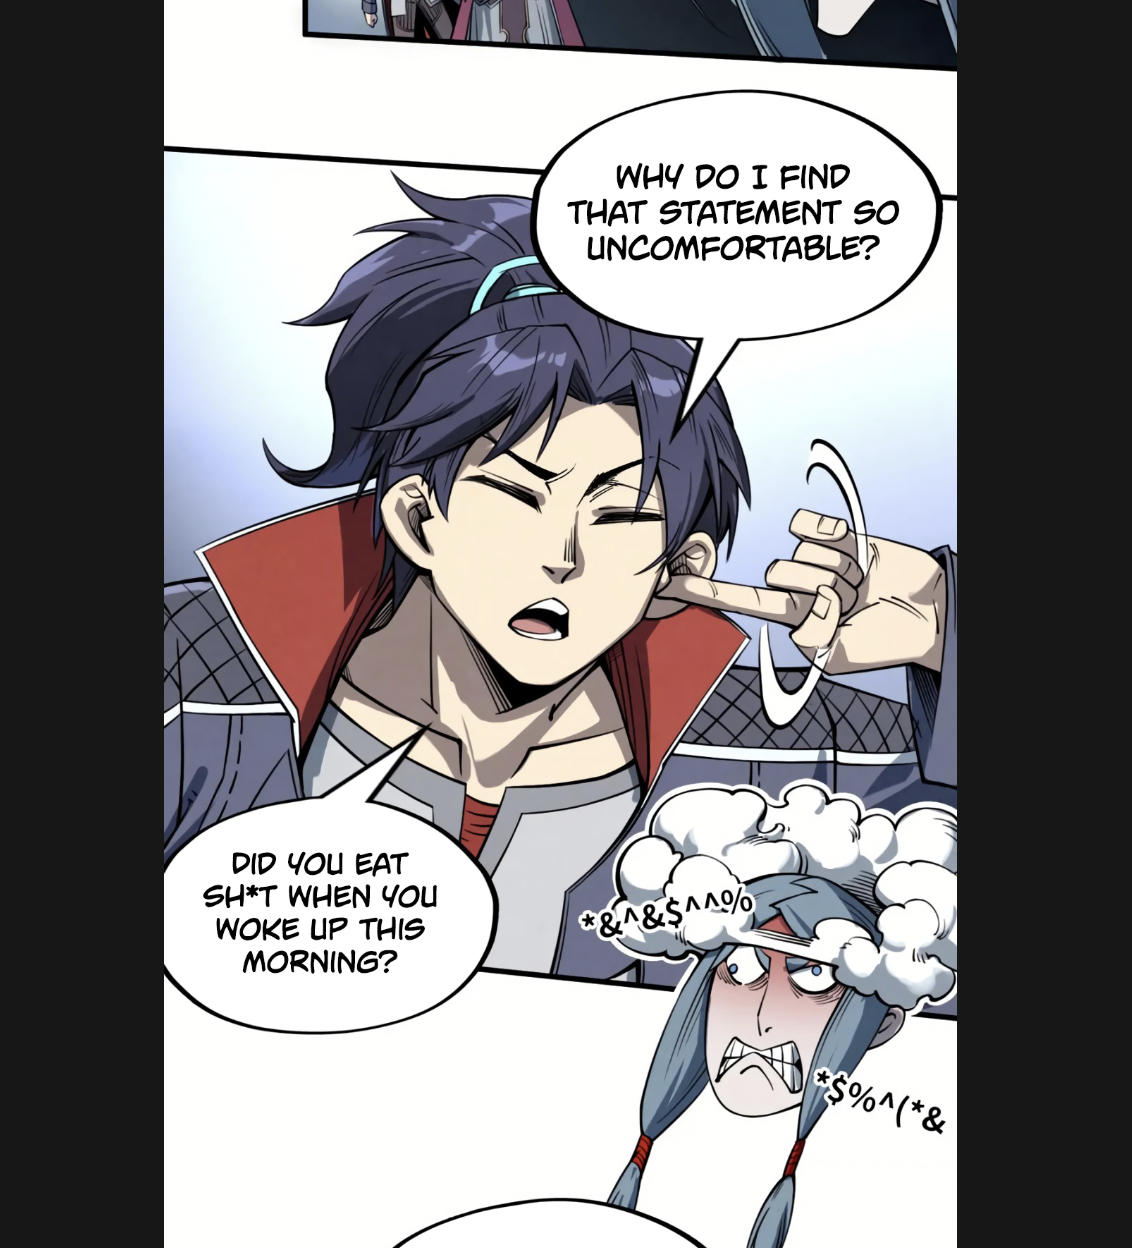 WHY DO I FIND
THAT STATEMENT SO
UNCOMFORTABLE?
DID YOU EAT
SH*T WHEN YOU
WOKE UP THIS
MORNING?
*&^&$^^%
*$%^(*&